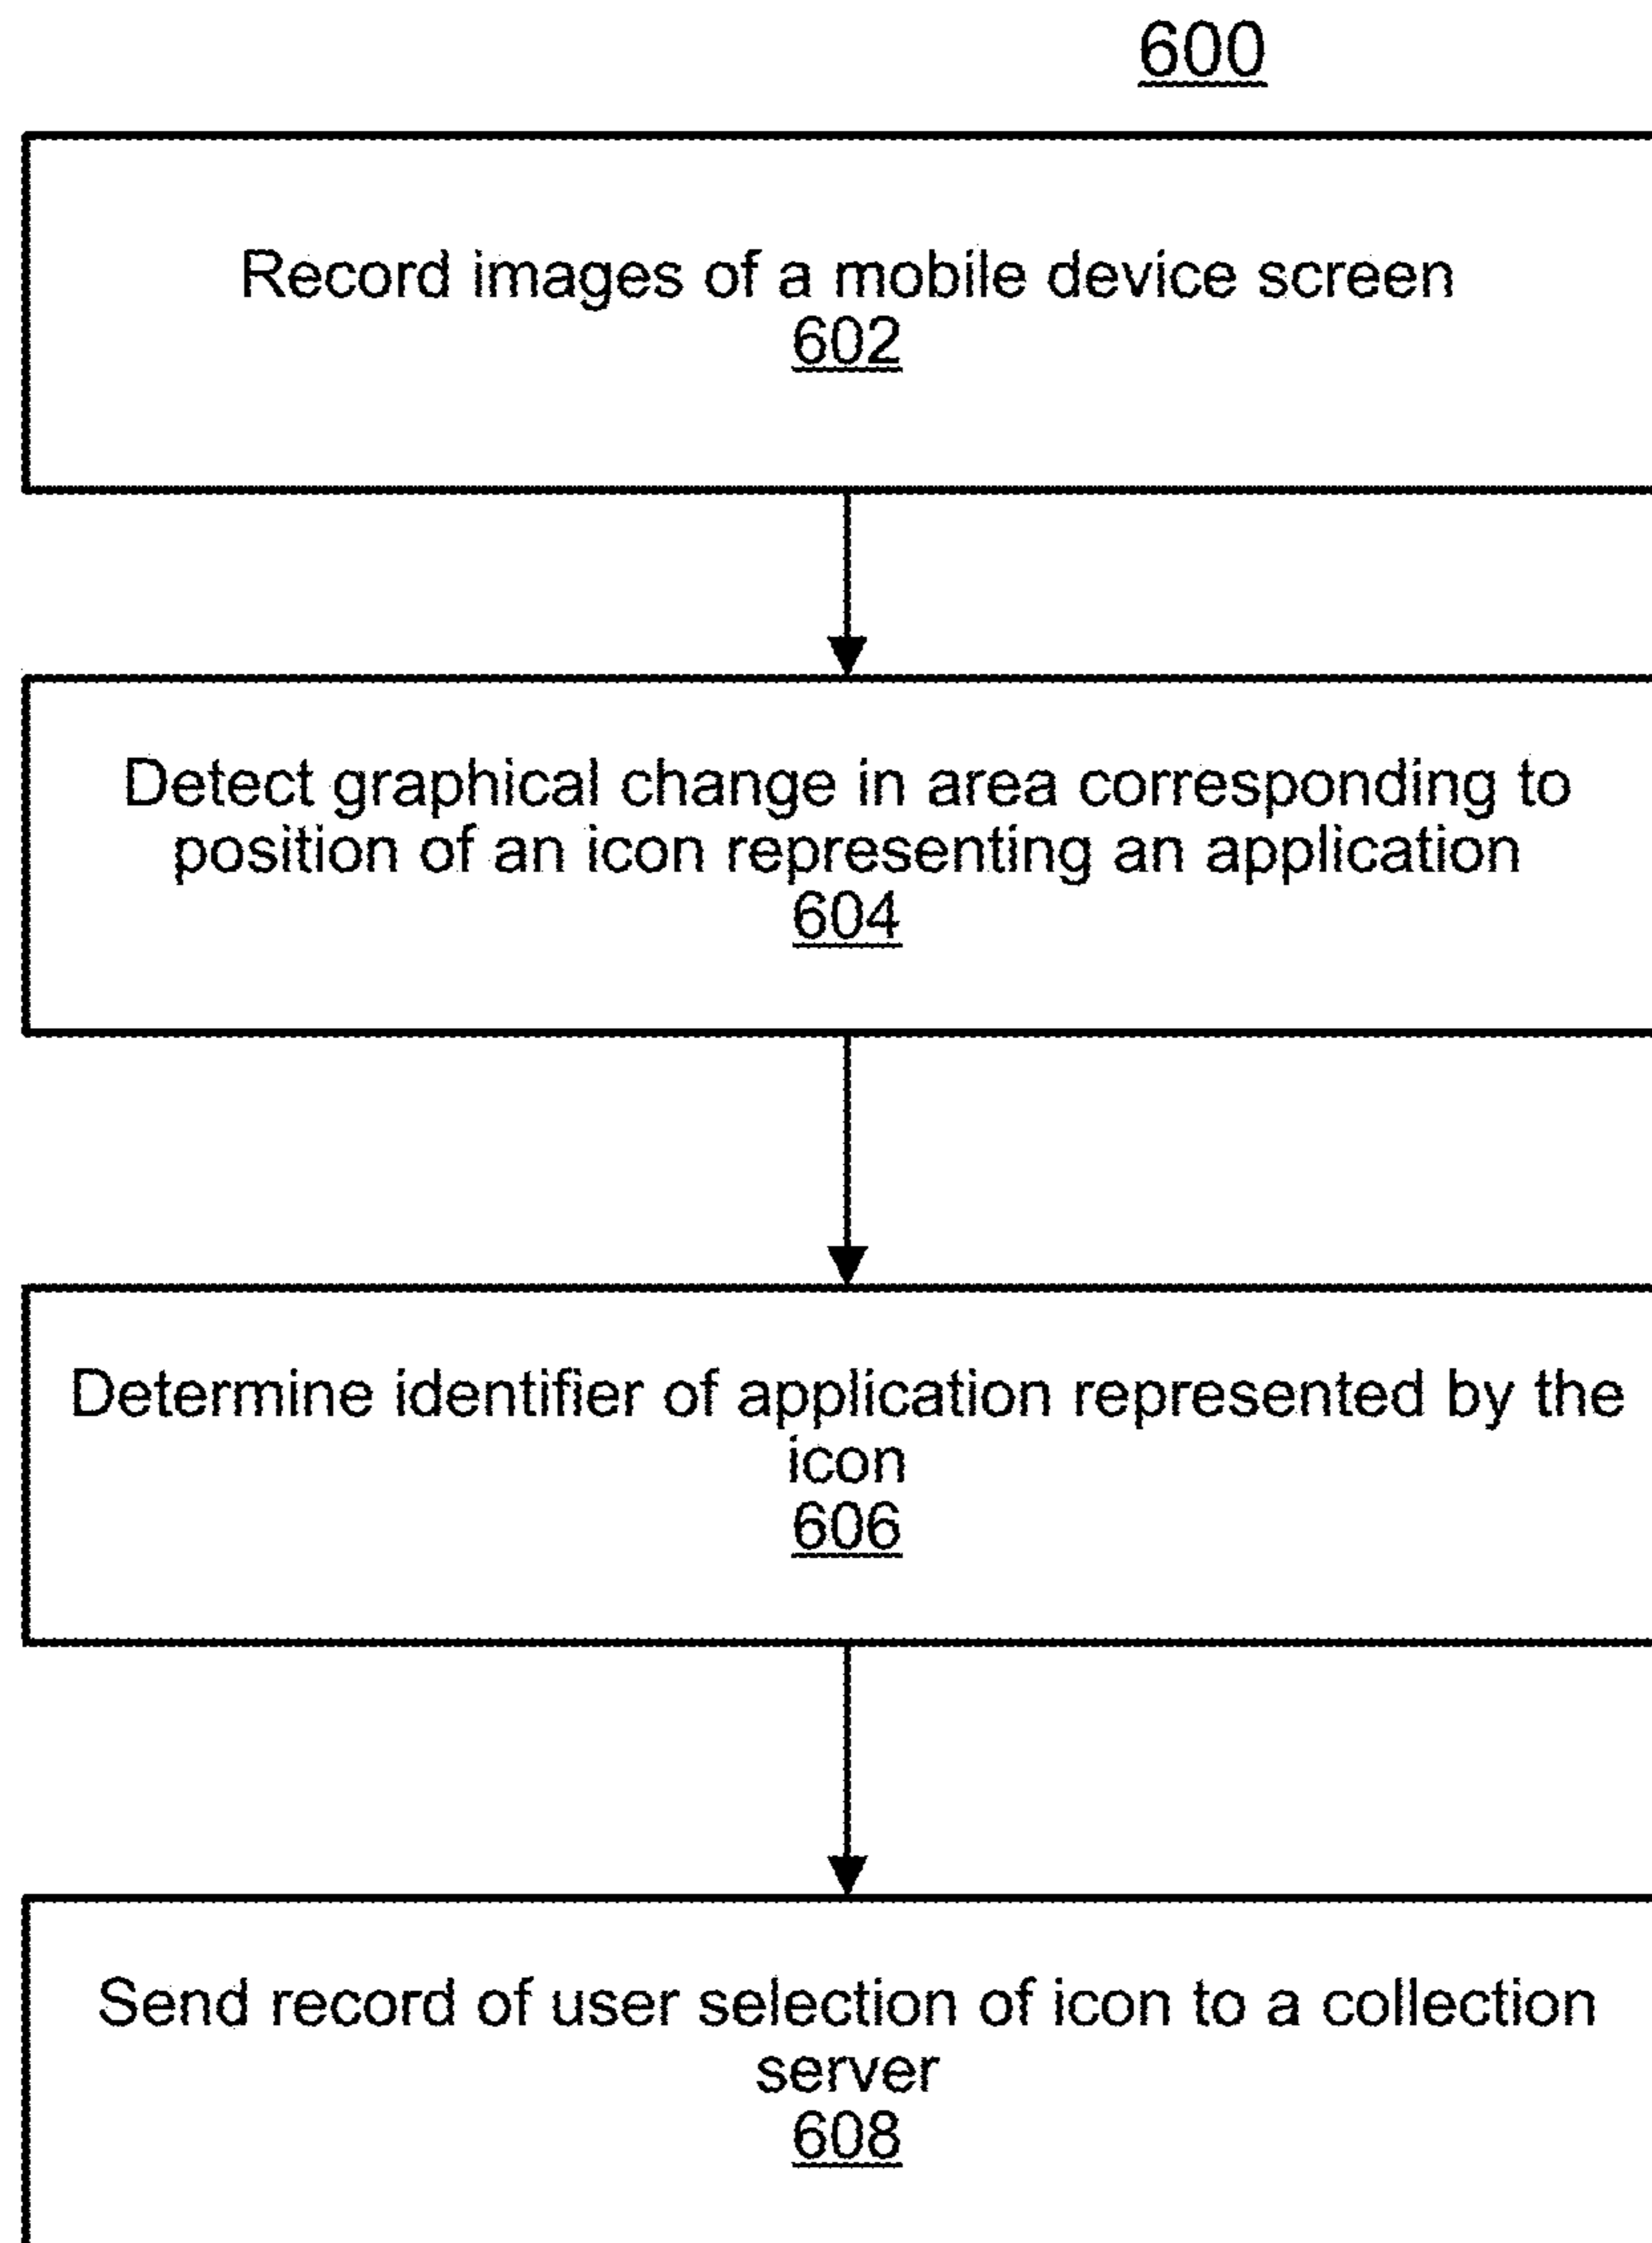 600
Record images of a mobile device screen
602
Detect graphical change in area corresponding to
position of an icon representing an application
604
Determine identifier of application represented by the
icon
606
Send record of user selection of icon to a collection
server
608